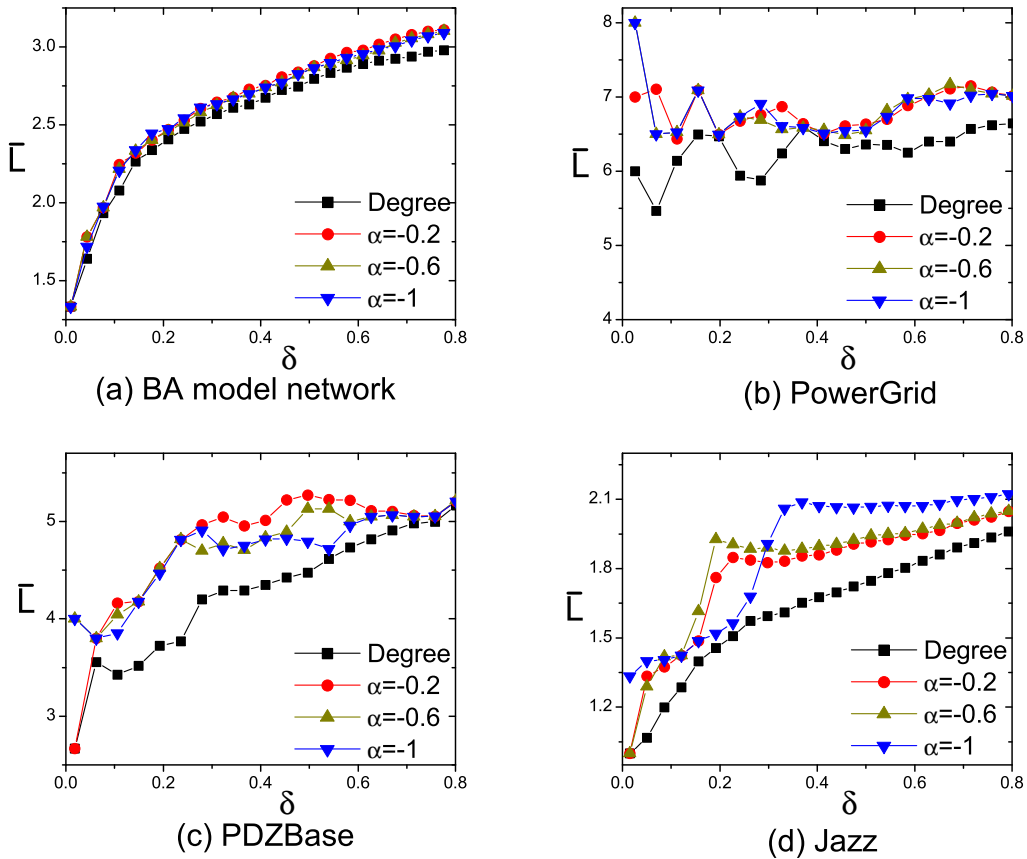 3.0
2.5
2.0
1.5
L̅
0.0 0.2 0.4 0.6 0.8
δ
Degree
α=-0.2
α=-0.6
α=-1
(a) BA model network
8
7
6
5
4
L̅
0.0 0.2 0.4 0.6 0.8
δ
Degree
α=-0.2
α=-0.6
α=-1
(b) PowerGrid
5
4
3
L̅
0.0 0.2 0.4 0.6 0.8
δ
Degree
α=-0.2
α=-0.6
α=-1
(c) PDZBase
2.1
1.8
1.5
1.2
L̅
0.0 0.2 0.4 0.6 0.8
δ
Degree
α=-0.2
α=-0.6
α=-1
(d) Jazz